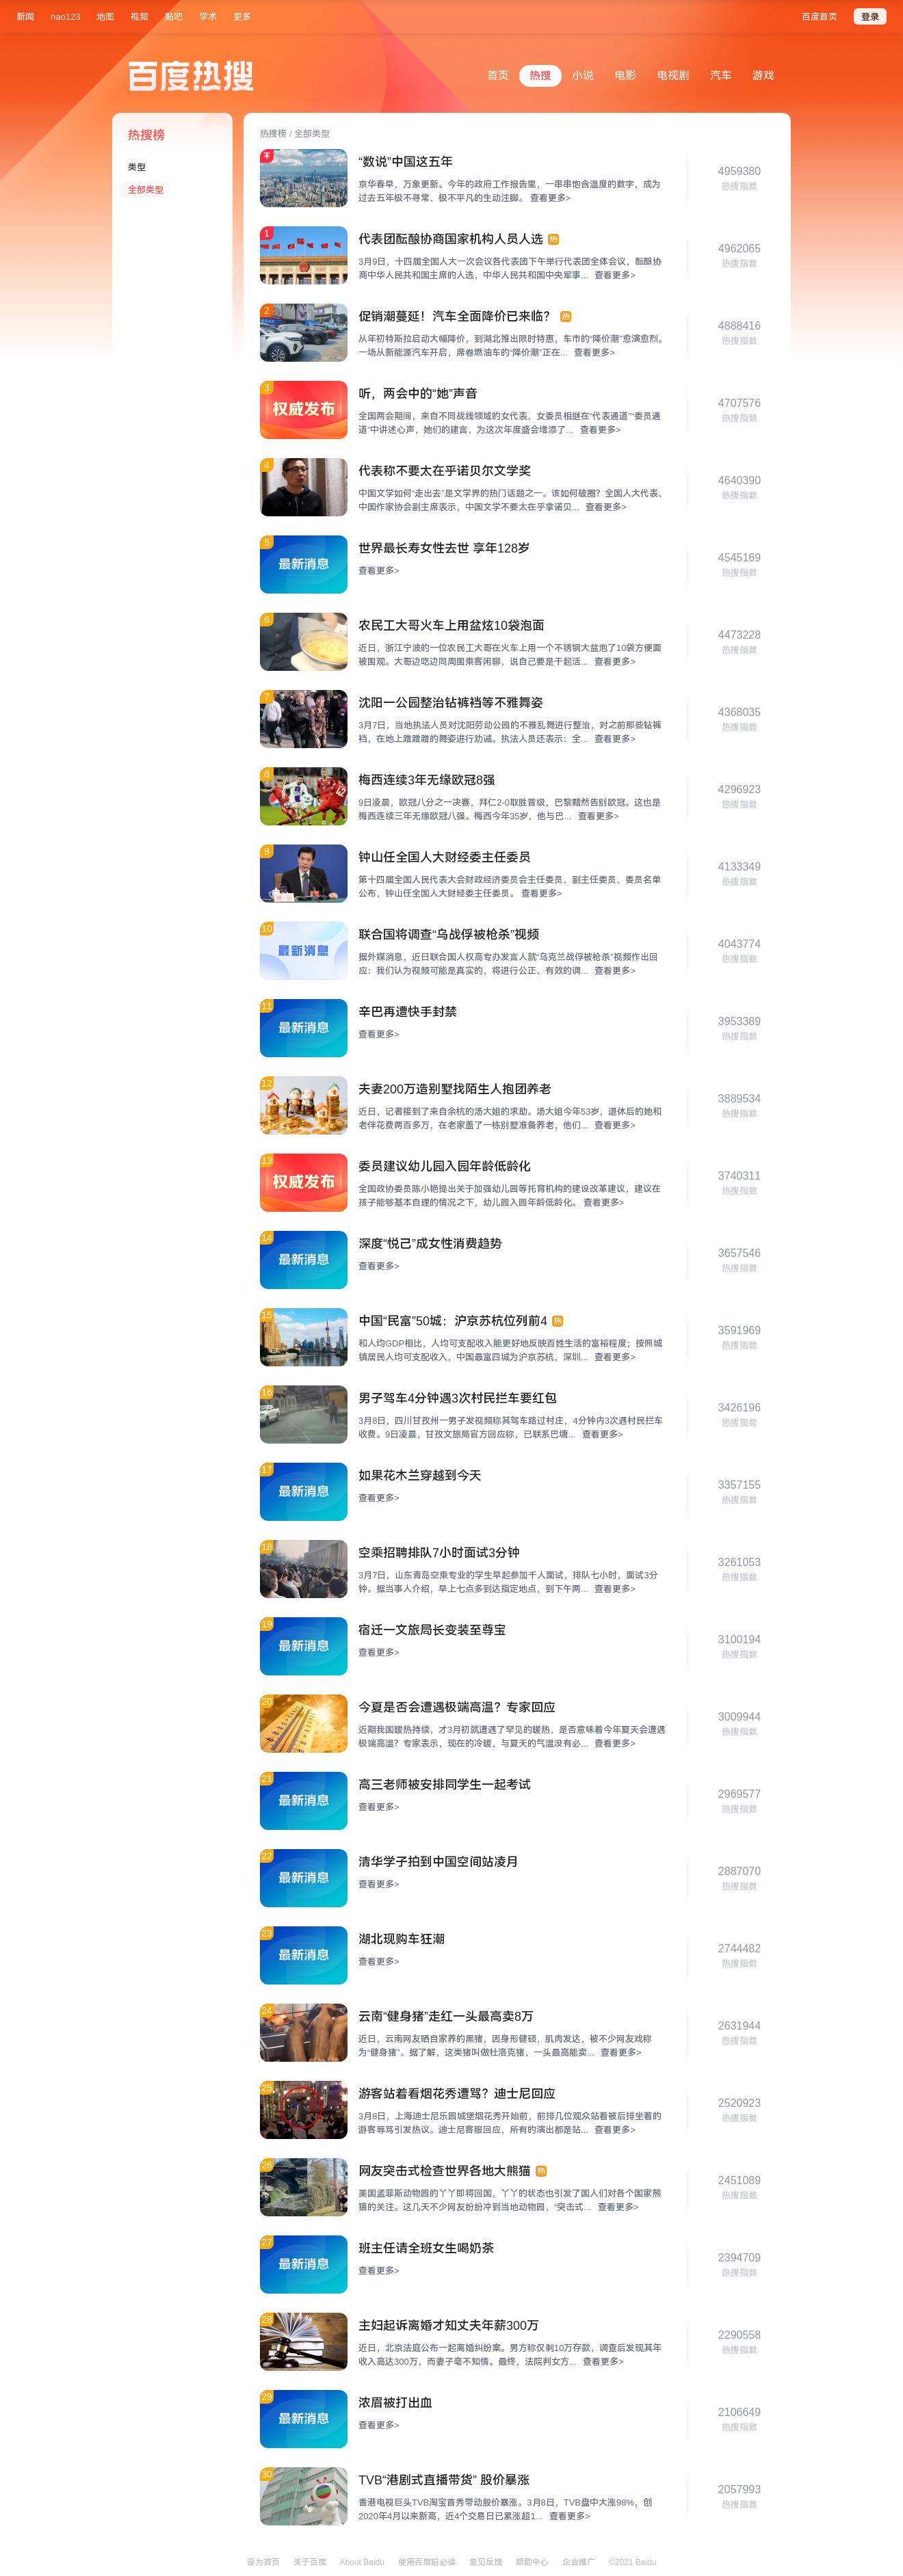 新闻 hao123 地图 视频 贴吧 学术 更多 百度首页 登录
百度热搜
首页 热搜 小说 电影 电视剧 汽车 游戏
热搜榜
类型
全部类型
热搜榜 / 全部类型
“数说”中国这五年
京华春早，万象更新。今年的政府工作报告里，一串串饱含温度的数字，成为
过去五年极不寻常、极不平凡的生动注脚。 查看更多>
4959380
热搜指数
1
代表团酝酿协商国家机构人员人选 热
3月9日，十四届全国人大一次会议各代表团下午举行代表团全体会议，酝酿协
商中华人民共和国主席的人选，中华人民共和国中央军事... 查看更多>
4962065
热搜指数
2
促销潮蔓延！汽车全面降价已来临？ 热
从年初特斯拉启动大幅降价，到湖北推出限时特惠，车市的“降价潮”愈演愈烈。
一场从新能源汽车开启，席卷燃油车的“降价潮”正在... 查看更多>
4888416
热搜指数
3
权威发布
听，两会中的“她”声音
全国两会期间，来自不同战线领域的女代表、女委员相继在“代表通道”“委员通
道”中讲述心声，她们的建言，为这次年度盛会增添了... 查看更多>
4707576
热搜指数
4
代表称不要太在乎诺贝尔文学奖
中国文学如何“走出去”是文学界的热门话题之一。该如何破圈？全国人大代表、
中国作家协会副主席表示，中国文学不要太在乎拿诺贝... 查看更多>
4640390
热搜指数
5
最新消息
世界最长寿女性去世 享年128岁
查看更多>
4545169
热搜指数
6
农民工大哥火车上用盆炫10袋泡面
近日，浙江宁波的一位农民工大哥在火车上用一个不锈钢大盆泡了10袋方便面
被围观。大哥边吃边同周围乘客闲聊，说自己要是干起活... 查看更多>
4473228
热搜指数
7
沈阳一公园整治钻裤裆等不雅舞姿
3月7日，当地执法人员对沈阳劳动公园的不雅乱舞进行整治，对之前那些钻裤
裆，在地上蹭蹭蹭的舞姿进行劝诫。执法人员还表示：全... 查看更多>
4368035
热搜指数
8
梅西连续3年无缘欧冠8强
9日凌晨，欧冠八分之一决赛，拜仁2-0取胜晋级，巴黎黯然告别欧冠。这也是
梅西连续三年无缘欧冠八强。梅西今年35岁，他与巴... 查看更多>
4296923
热搜指数
9
钟山任全国人大财经委主任委员
第十四届全国人民代表大会财政经济委员会主任委员、副主任委员、委员名单
公布，钟山任全国人大财经委主任委员。 查看更多>
4133349
热搜指数
10
最新消息
联合国将调查“乌战俘被枪杀”视频
据外媒消息，近日联合国人权高专办发言人就“乌克兰战俘被枪杀”视频作出回
应：我们认为视频可能是真实的，将进行公正、有效的调... 查看更多>
4043774
热搜指数
11
最新消息
辛巴再遭快手封禁
查看更多>
3953389
热搜指数
12
夫妻200万造别墅找陌生人抱团养老
近日，记者接到了来自余杭的汤大姐的求助。汤大姐今年53岁，退休后的她和
老伴花费两百多万，在老家盖了一栋别墅准备养老，他们... 查看更多>
3889534
热搜指数
13
权威发布
委员建议幼儿园入园年龄低龄化
全国政协委员陈小艳提出关于加强幼儿园等托育机构的建设改革建议，建议在
孩子能够基本自理的情况之下，幼儿园入园年龄低龄化。 查看更多>
3740311
热搜指数
14
最新消息
深度“悦己”成女性消费趋势
查看更多>
3657546
热搜指数
15
中国“民富”50城：沪京苏杭位列前4 热
和人均GDP相比，人均可支配收入能更好地反映百姓生活的富裕程度；按照城
镇居民人均可支配收入，中国最富四城为沪京苏杭，深圳... 查看更多>
3591969
热搜指数
16
男子驾车4分钟遇3次村民拦车要红包
3月8日，四川甘孜州一男子发视频称其驾车路过村庄，4分钟内3次遇村民拦车
收费。9日凌晨，甘孜文旅局官方回应称，已联系巴塘... 查看更多>
3426196
热搜指数
17
最新消息
如果花木兰穿越到今天
查看更多>
3357155
热搜指数
18
空乘招聘排队7小时面试3分钟
3月7日，山东青岛空乘专业的学生早起参加千人面试，排队七小时，面试3分
钟。据当事人介绍，早上七点多到达指定地点，到下午两... 查看更多>
3261053
热搜指数
19
最新消息
宿迁一文旅局长变装至尊宝
查看更多>
3100194
热搜指数
20
今夏是否会遭遇极端高温？专家回应
近期我国暖热持续，才3月初就遭遇了罕见的暖热，是否意味着今年夏天会遭遇
极端高温？专家表示，现在的冷暖，与夏天的气温没有必... 查看更多>
3009944
热搜指数
21
最新消息
高三老师被安排同学生一起考试
查看更多>
2969577
热搜指数
22
最新消息
清华学子拍到中国空间站凌月
查看更多>
2887070
热搜指数
23
最新消息
湖北现购车狂潮
查看更多>
2744482
热搜指数
24
云南“健身猪”走红一头最高卖8万
近日，云南网友晒自家养的黑猪，因身形健硕，肌肉发达，被不少网友戏称
为“健身猪”。据了解，这类猪叫做杜洛克猪，一头最高能卖... 查看更多>
2631944
热搜指数
25
游客站着看烟花秀遭骂？迪士尼回应
3月8日，上海迪士尼乐园城堡烟花秀开始前，前排几位观众站着被后排坐着的
游客辱骂引发热议。迪士尼客服回应，所有的演出都是站... 查看更多>
2520923
热搜指数
26
网友突击式检查世界各地大熊猫 热
美国孟菲斯动物园的丫丫即将回国，丫丫的状态也引发了国人们对各个国家熊
猫的关注。这几天不少网友纷纷冲到当地动物园，“突击式... 查看更多>
2451089
热搜指数
27
最新消息
班主任请全班女生喝奶茶
查看更多>
2394709
热搜指数
28
主妇起诉离婚才知丈夫年薪300万
近日，北京法庭公布一起离婚纠纷案。男方称仅剩10万存款，调查后发现其年
收入高达300万，而妻子毫不知情。最终，法院判女方... 查看更多>
2290558
热搜指数
29
最新消息
浓眉被打出血
查看更多>
2106649
热搜指数
30
TVB“港剧式直播带货” 股价暴涨
香港电视巨头TVB淘宝首秀带动股价暴涨。3月8日，TVB盘中大涨98%，创
2020年4月以来新高，近4个交易日已累涨超1... 查看更多>
2057993
热搜指数
设为首页 关于百度 About Baidu 使用百度前必读 意见反馈 帮助中心 企业推广 ©2021 Baidu